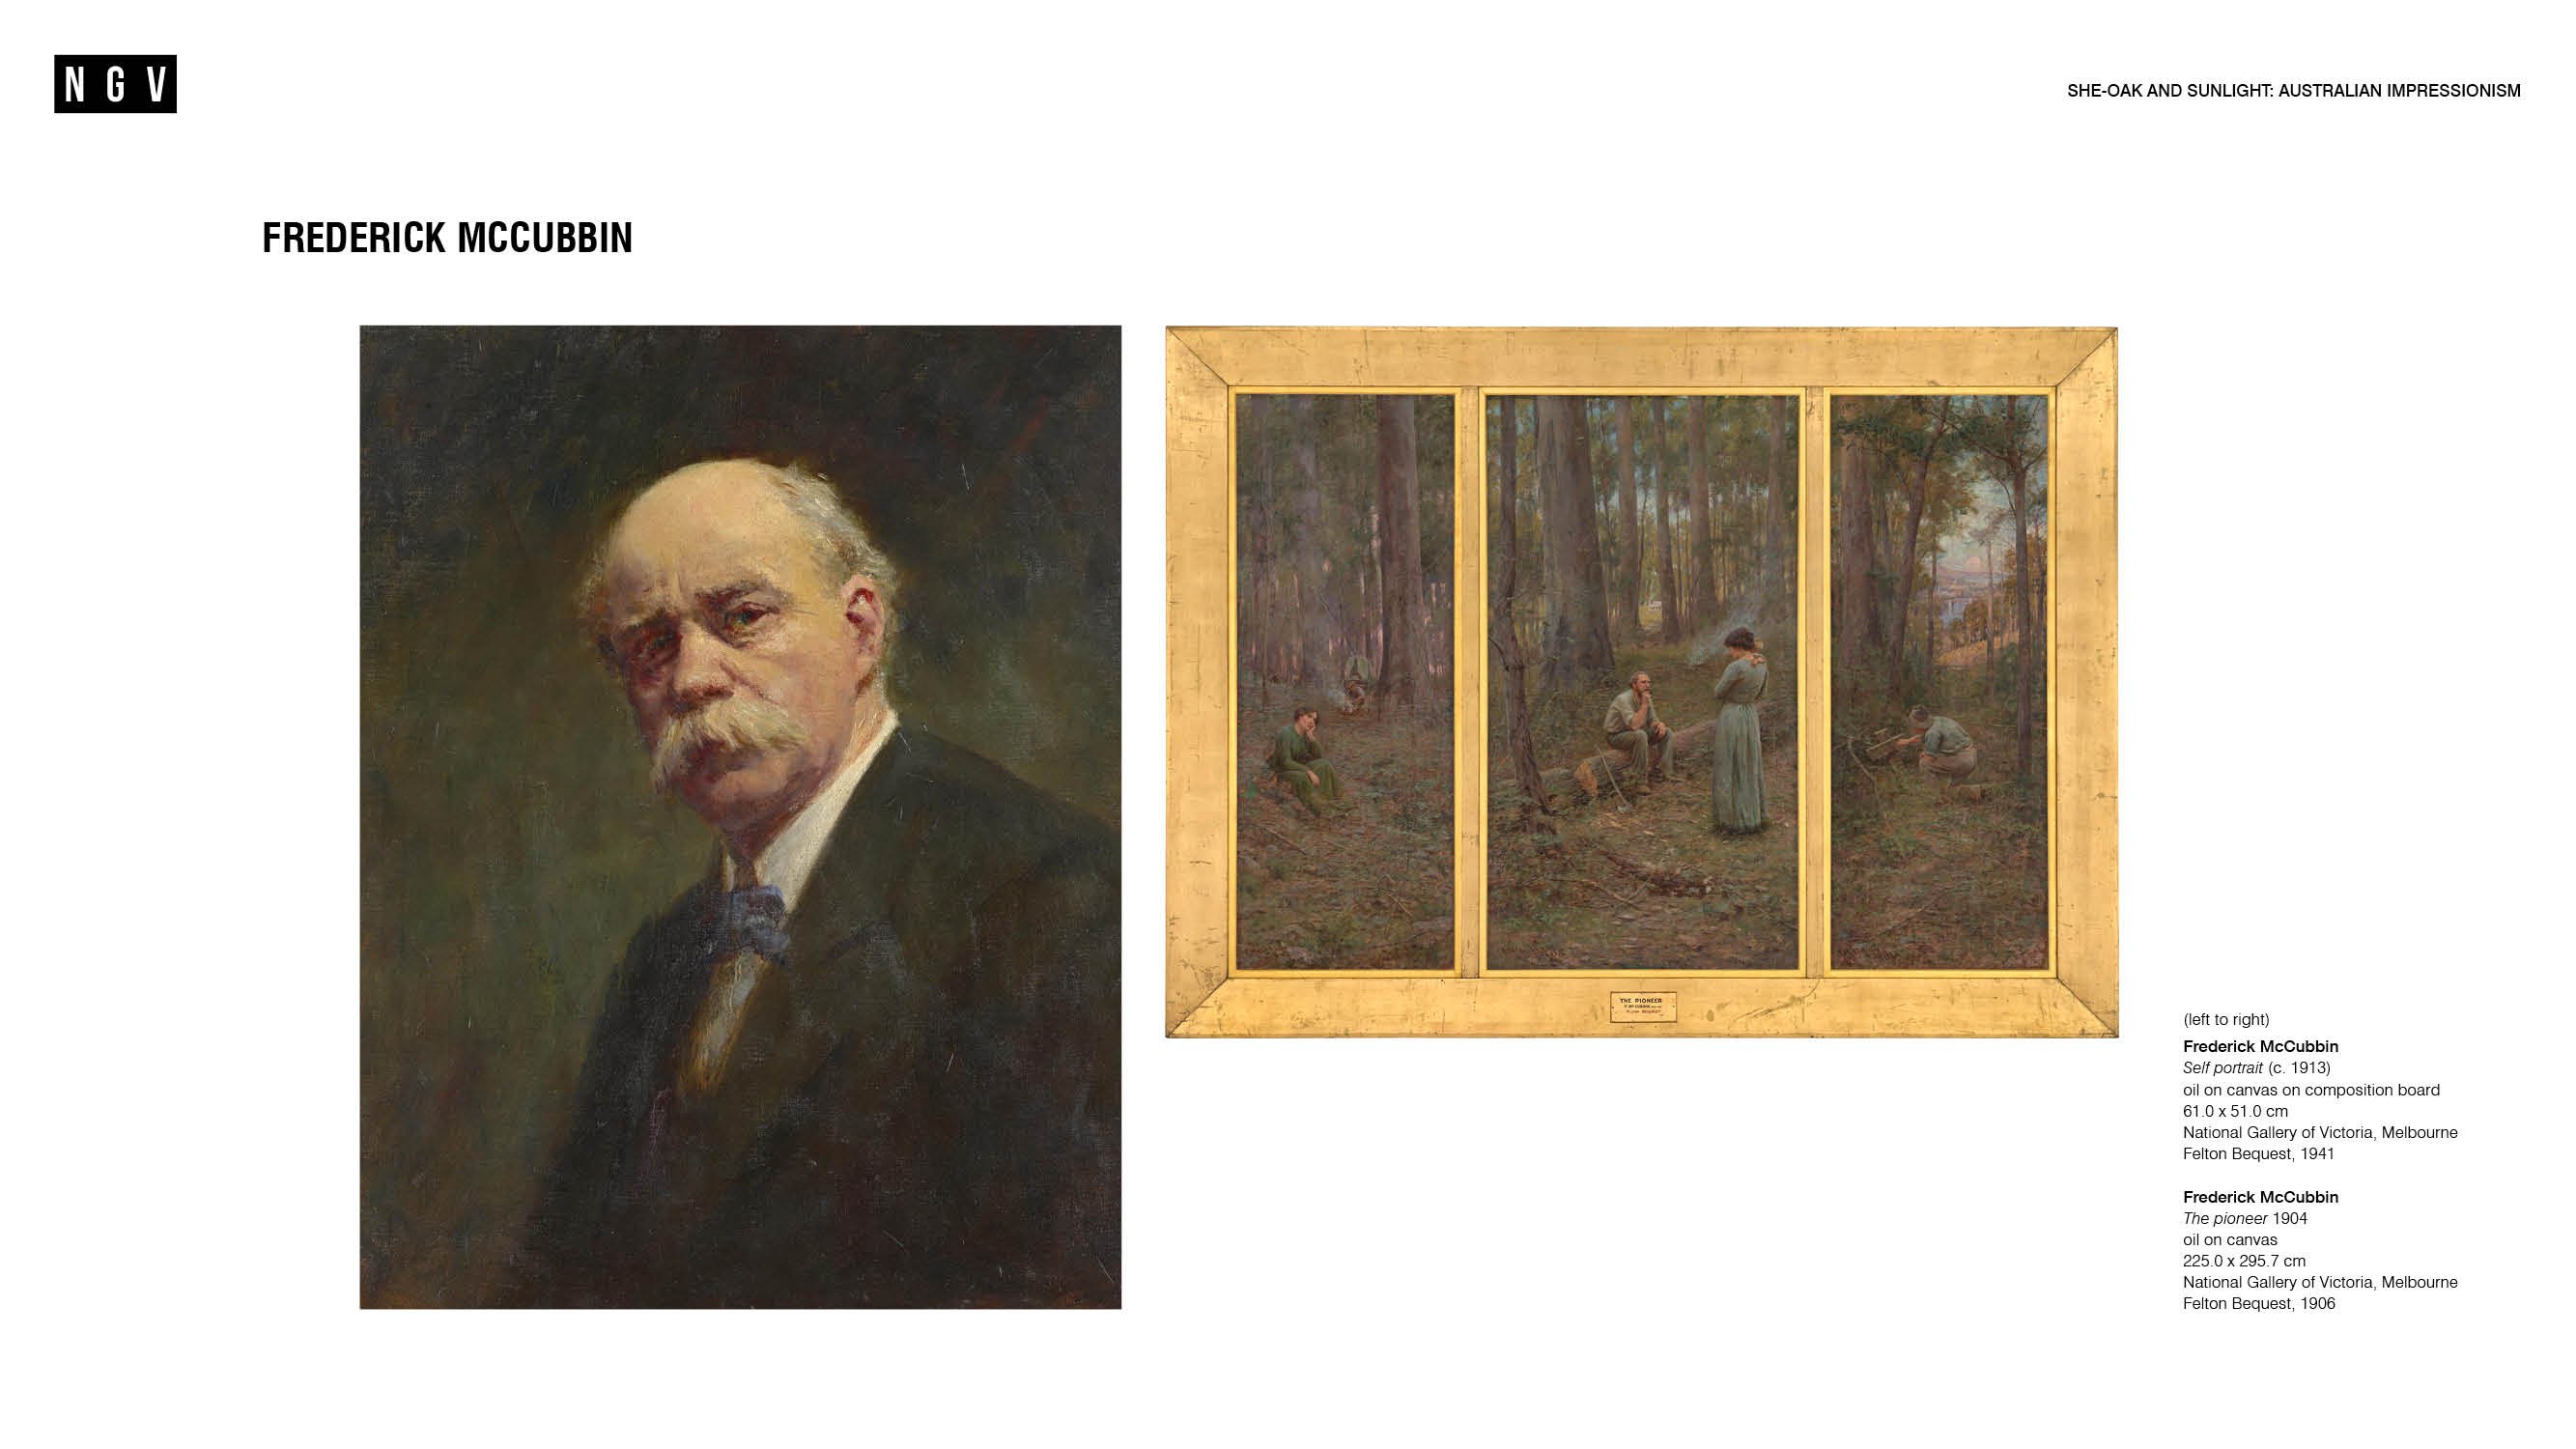 NGV
SHE-OAK AND SUNLIGHT: AUSTRALIAN IMPRESSIONISM
FREDERICK MCCUBBIN
THE PIONEER
(left to right)
Frederick McCubbin
Self portrait (c. 1913)
oil on canvas on composition board
61.0 x 51.0 cm
National Gallery of Victoria, Melbourne
Felton Bequest, 1941
Frederick McCubbin
The pioneer 1904
oil on canvas
225.0 x 295.7 cm
National Gallery of Victoria, Melbourne
Felton Bequest, 1906